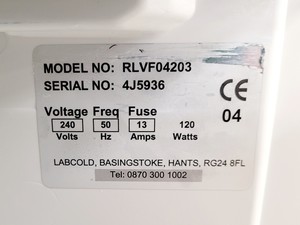 MODEL NO: RLVF04203
SERIAL NO: 4J5936
CE
Voltage Freq Fuse 04
240 50 13 120
Volts Hz Amps Watts
LABCOLD, BASINGSTOKE, HANTS, RG24 8FL
Tel: 0870 300 1002